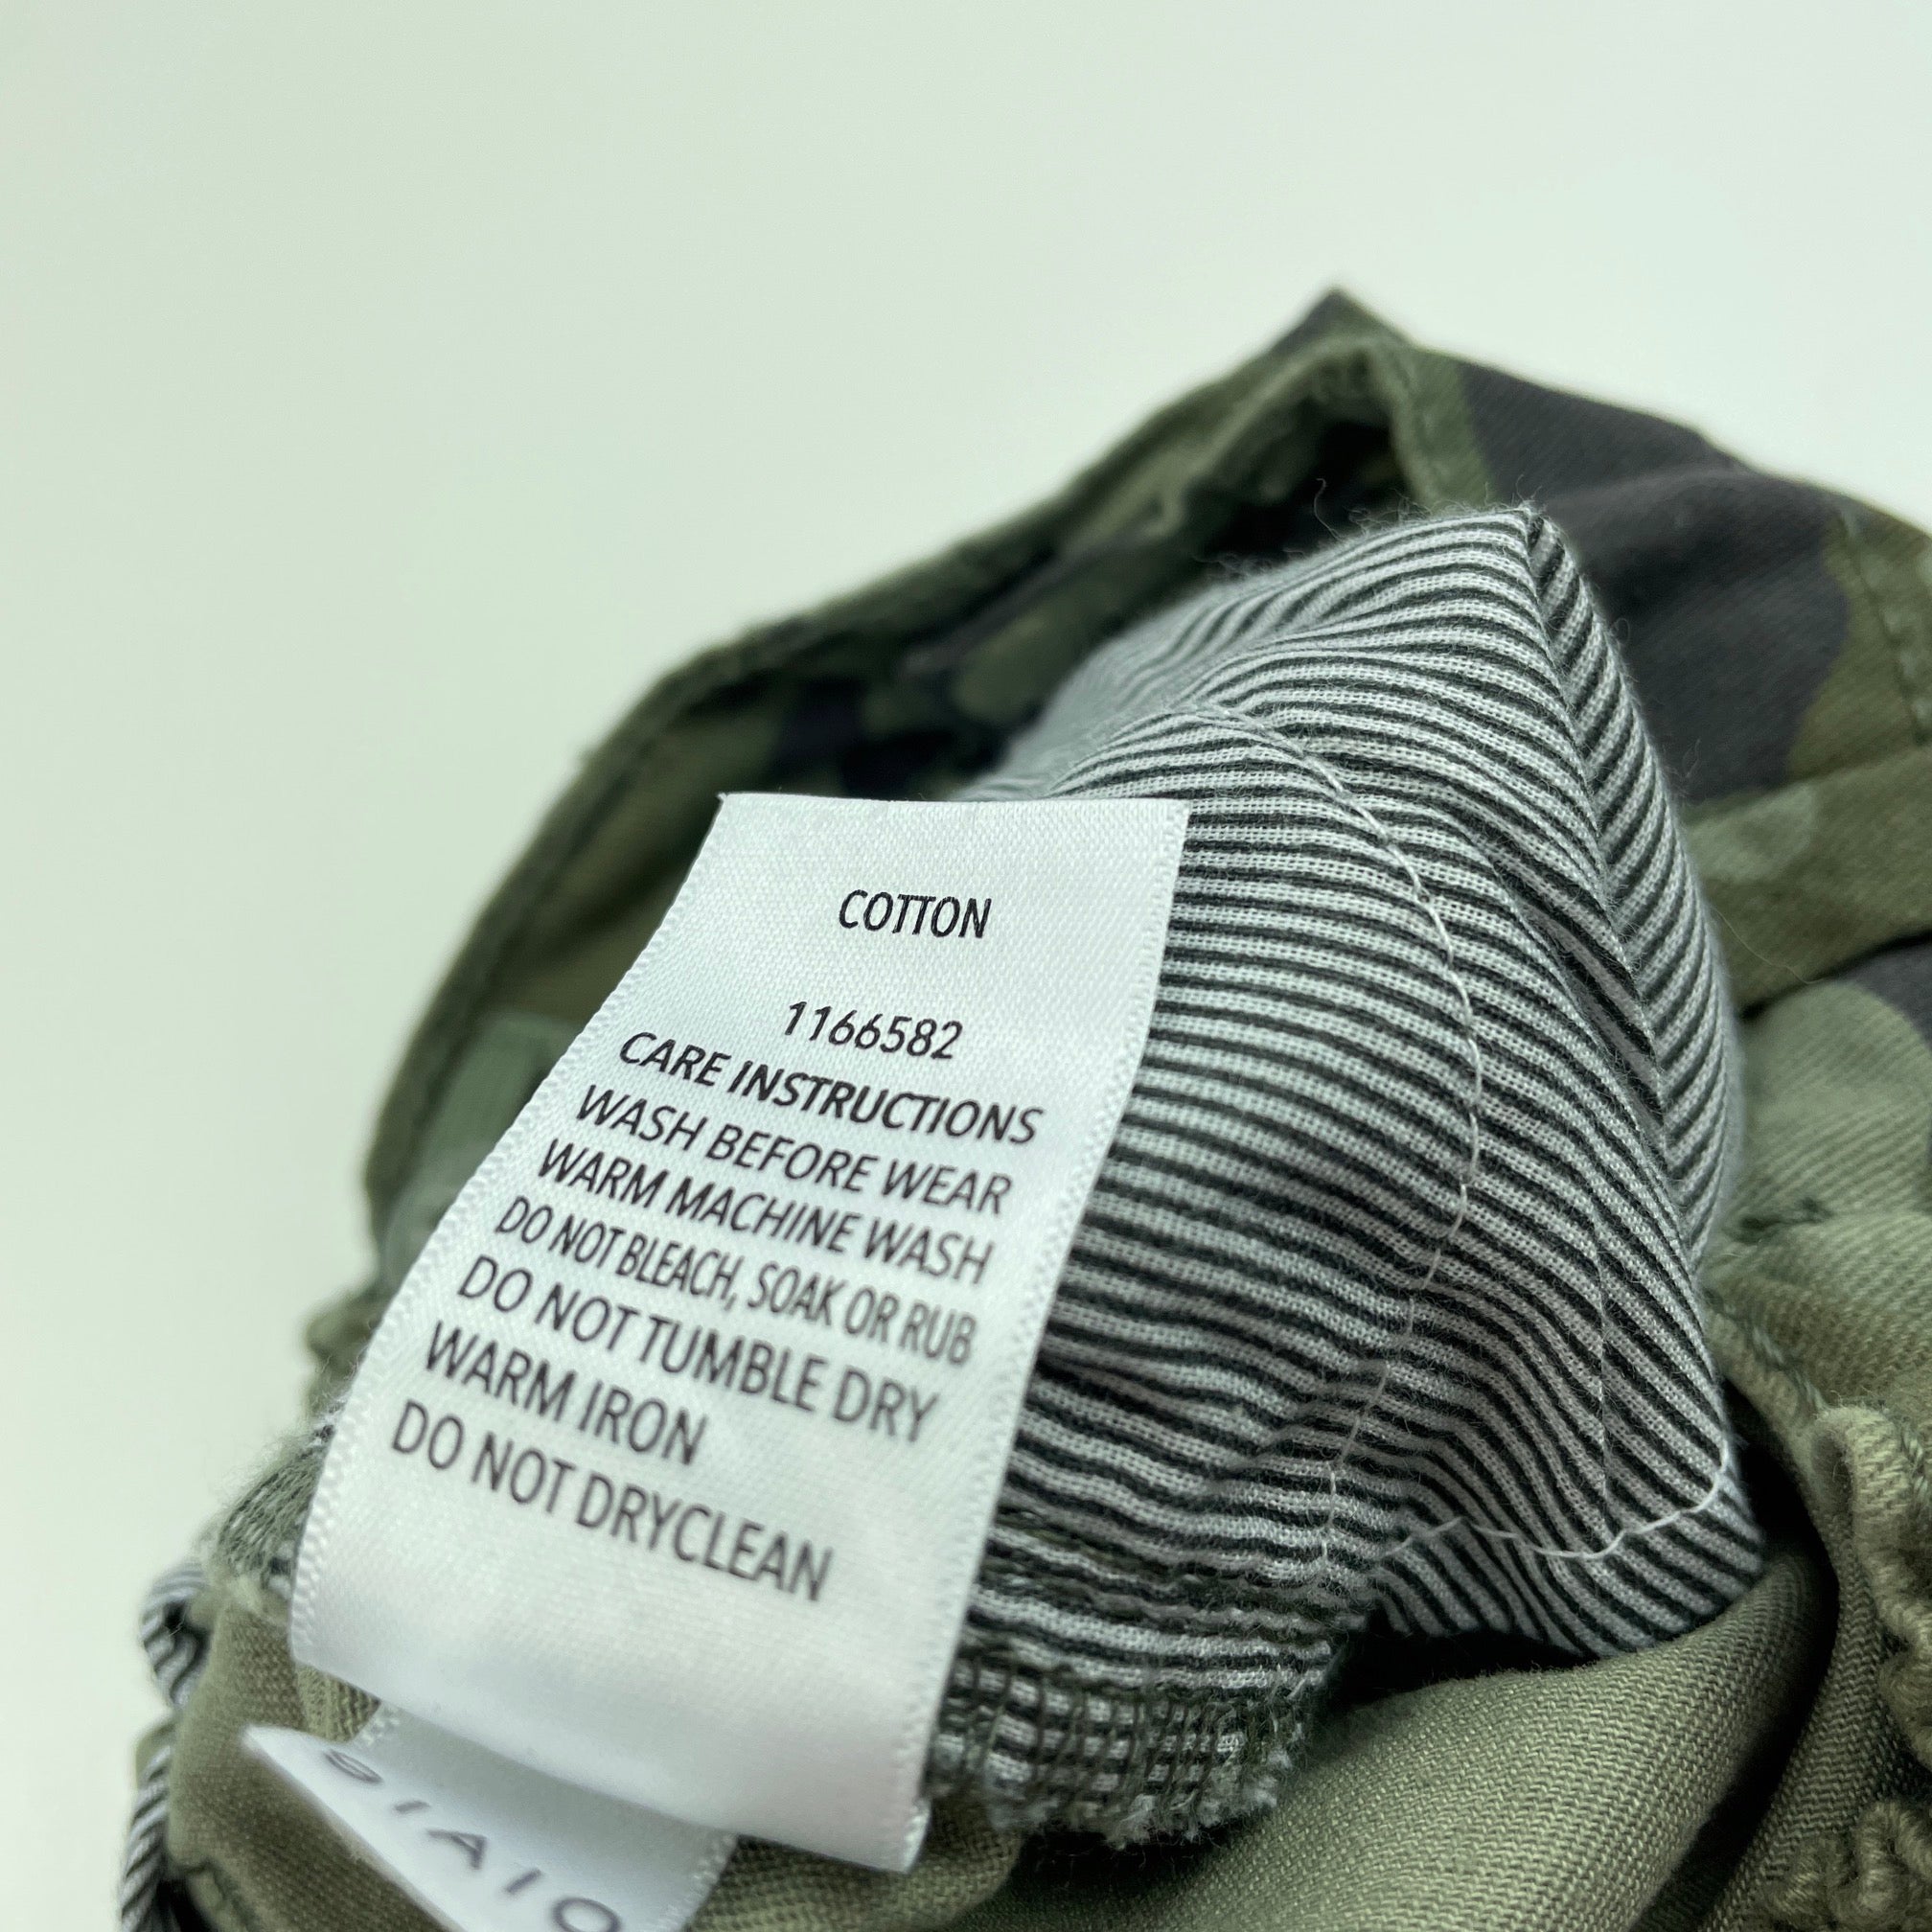 COTTON
1166582
CARE INSTRUCTIONS
WASH BEFORE WEAR
WARM MACHINE WASH
DO NOT BLEACH, SOAK OR RUB
DO NOT TUMBLE DRY
WARM IRON
DO NOT DRYCLEAN